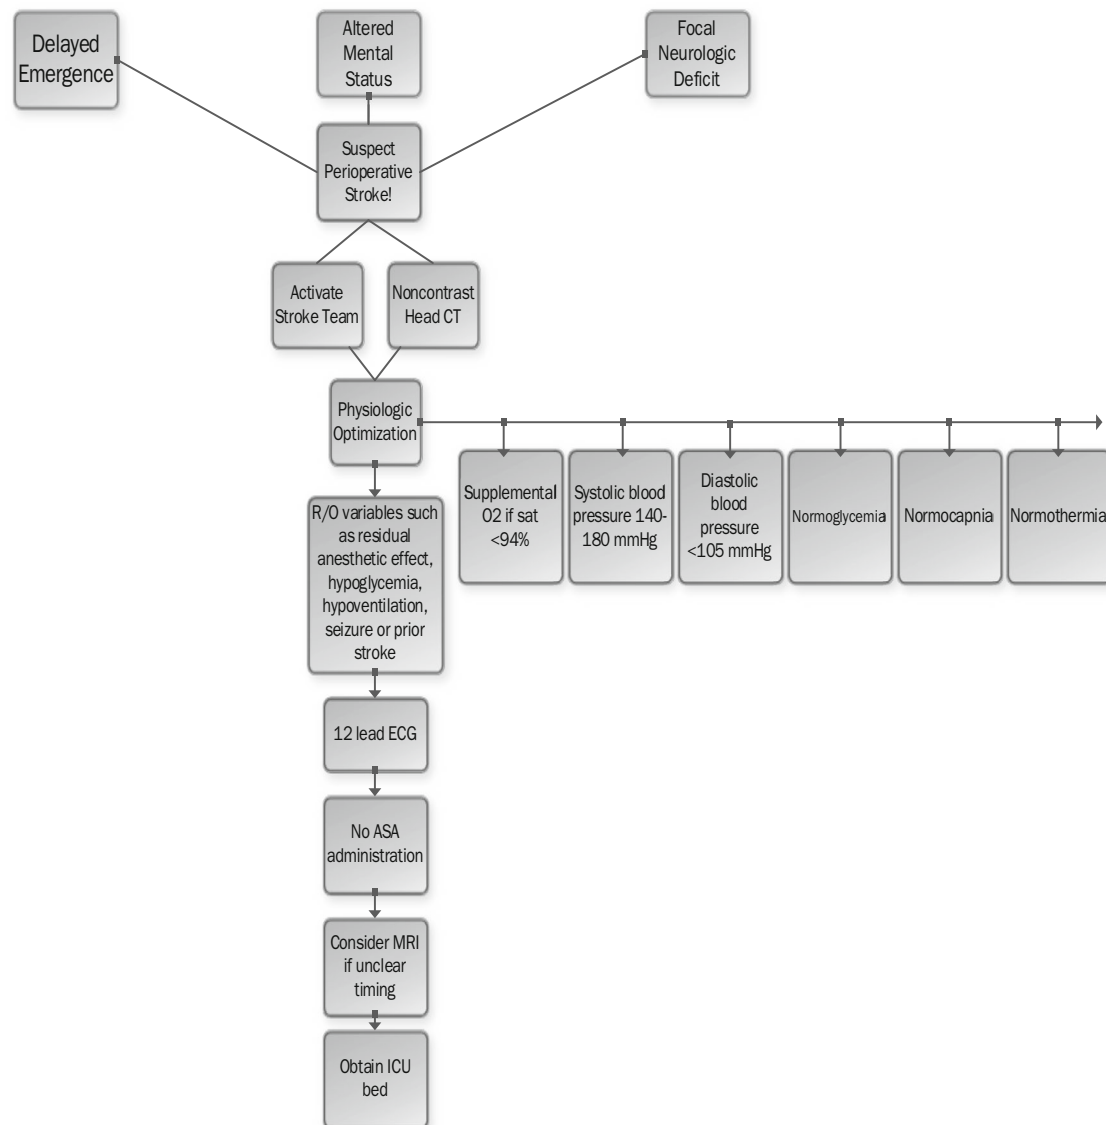 Delayed
Emergence
Altered
Mental
Status
Focal
Neurologic
Deficit
Suspect
Perioperative
Stroke!
Activate
Stroke Team
Noncontrast
Head CT
Physiologic
Optimization
Supplemental
O2 if sat
<94%
Systolic blood
pressure 140-
180 mmHg
Diastolic
blood
pressure
<105 mmHg
Normoglycemia
Normocapnia
Normothermia
R/O variables such
as residual
anesthetic effect,
hypoglycemia,
hypoventilation,
seizure or prior
stroke
12 lead ECG
No ASA
administration
Consider MRI
if unclear
timing
Obtain ICU
bed